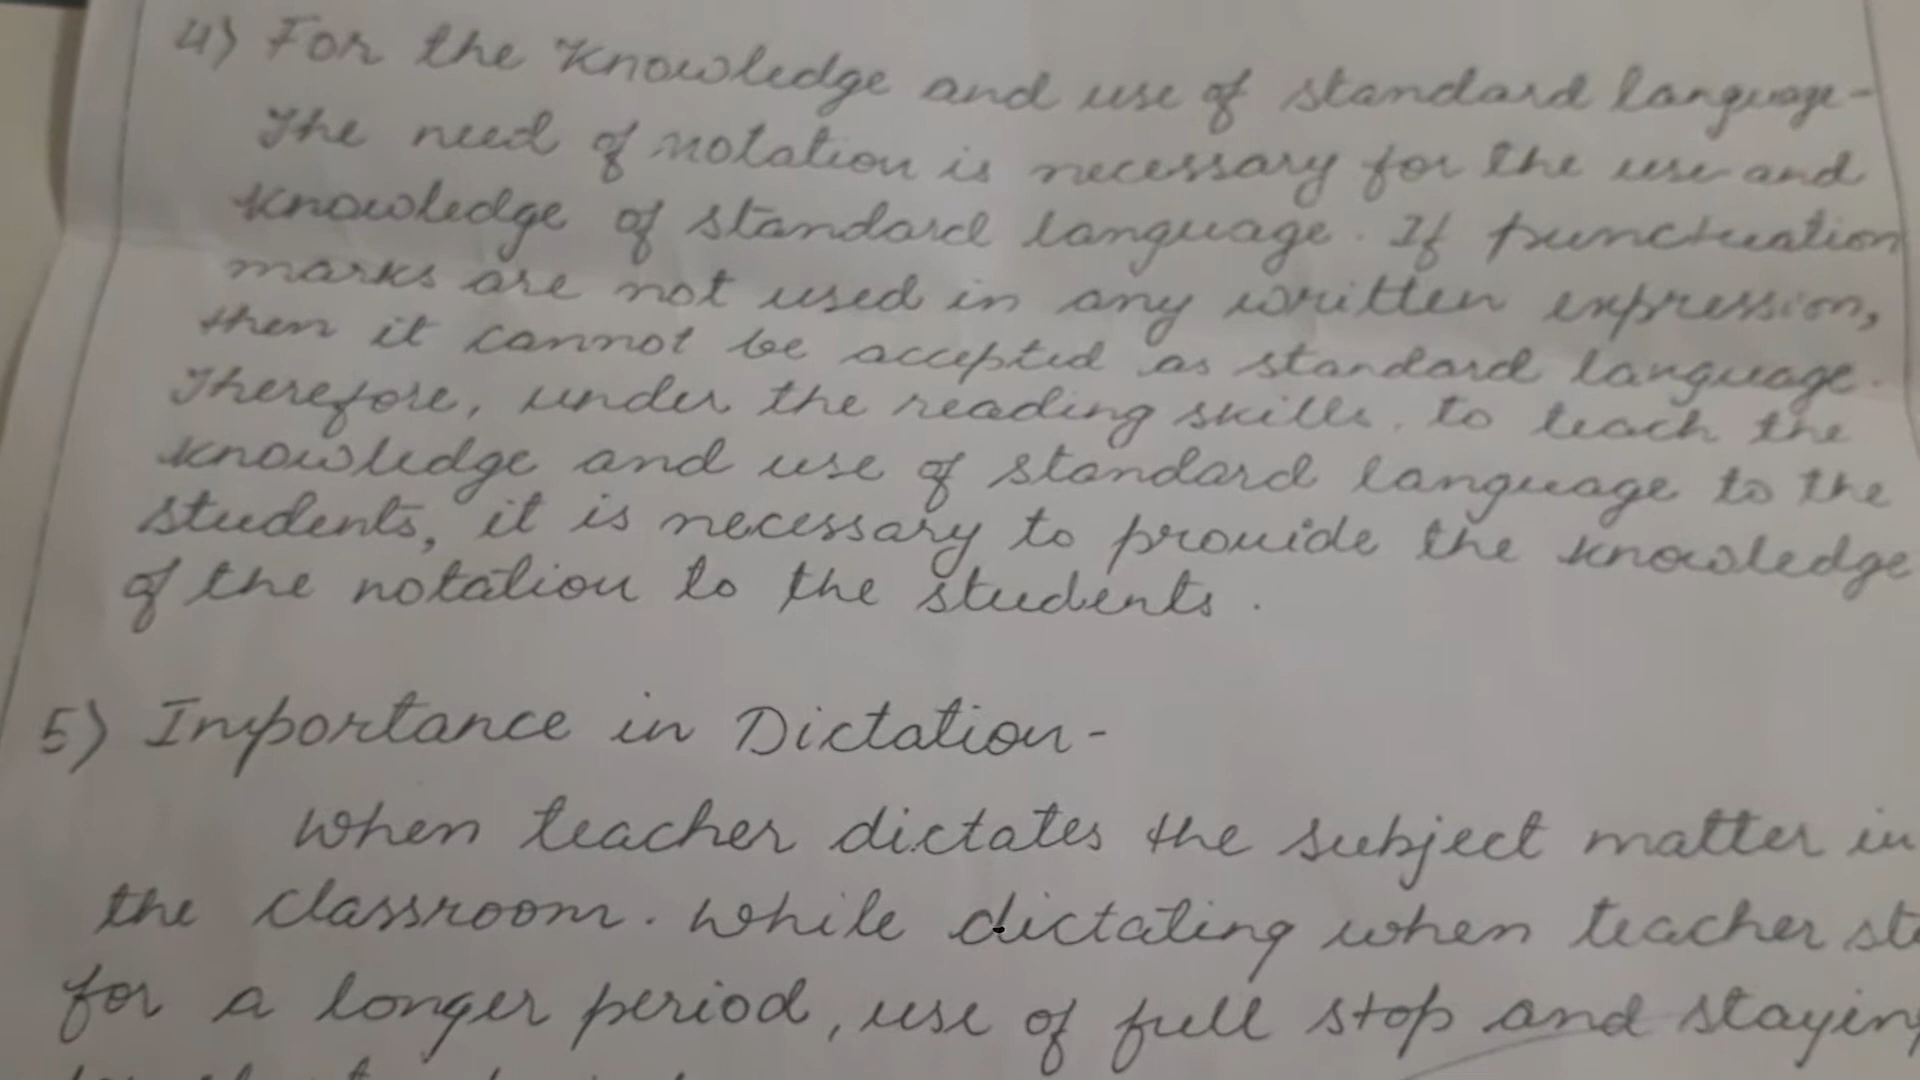 4) For the Knowledge and use of standard language-
The need of notation is necessary for the use and
knowledge of standard language. If punctuation
marks are not used in any written expression,
then it cannot be accepted as standard language.
Therefore, under the reading skills, to teach the
knowledge and use of standard language to the
students, it is necessary to provide the knowledge
of the notation to the students.
5) Importance in Dictation-
When teacher dictates the subject matter in
the classroom. While dictating when teacher
for a longer period, use of full stop and